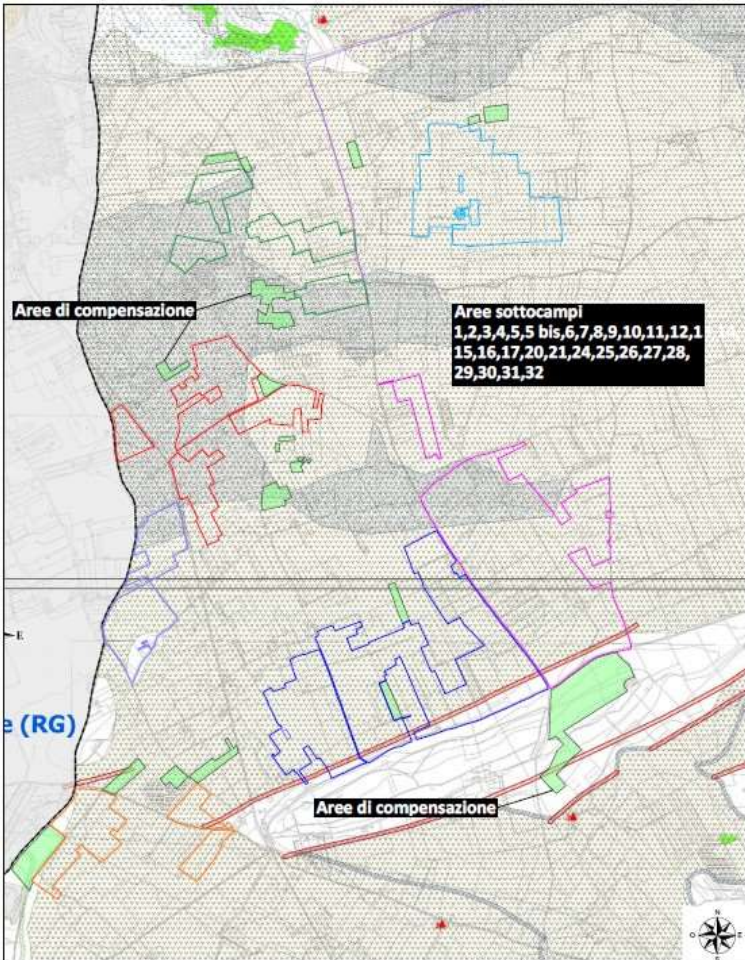 Aree di compensazione
Aree sottocampi
1,2,3,4,5,5 bis,6,7,8,9,10,11,12,1
15,16,17,20,21,24,25,26,27,28,
29,30,31,32
E
e (RG)
Aree di compensazione
N
O E
S